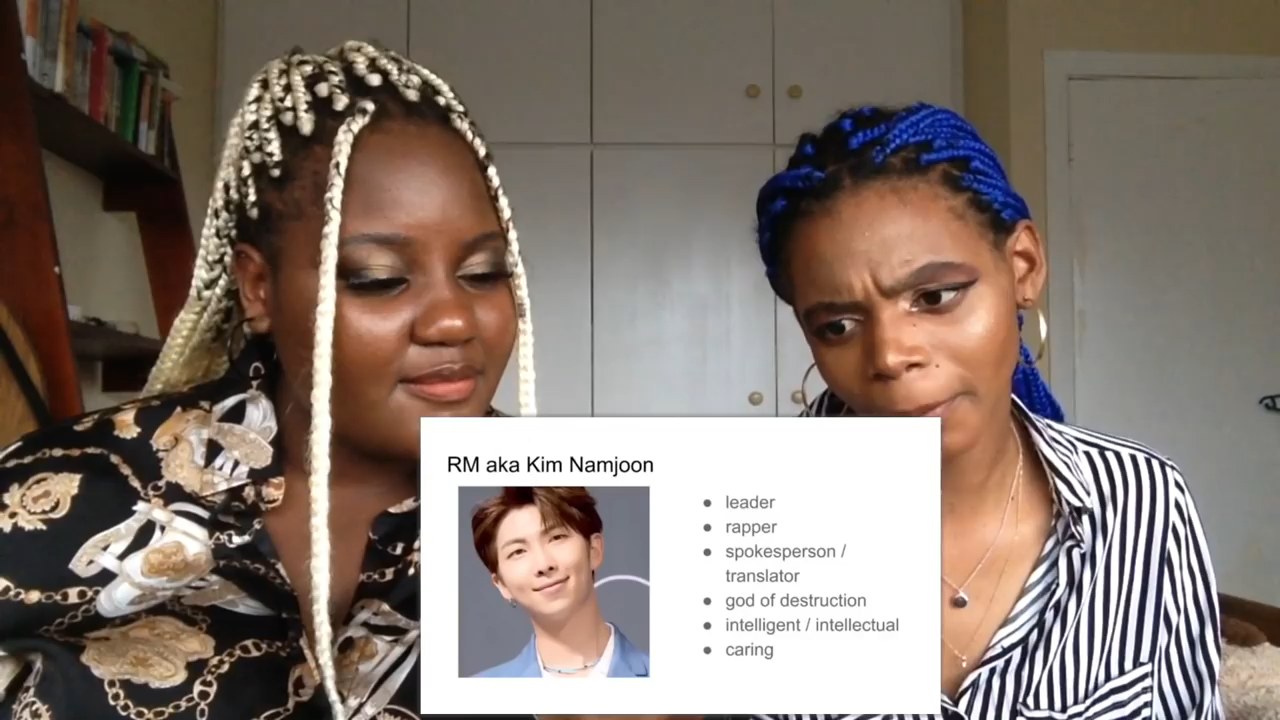 RM aka Kim Namjoon
● leader
● rapper
● spokesperson /
translator
● god of destruction
● intelligent / intellectual
● caring